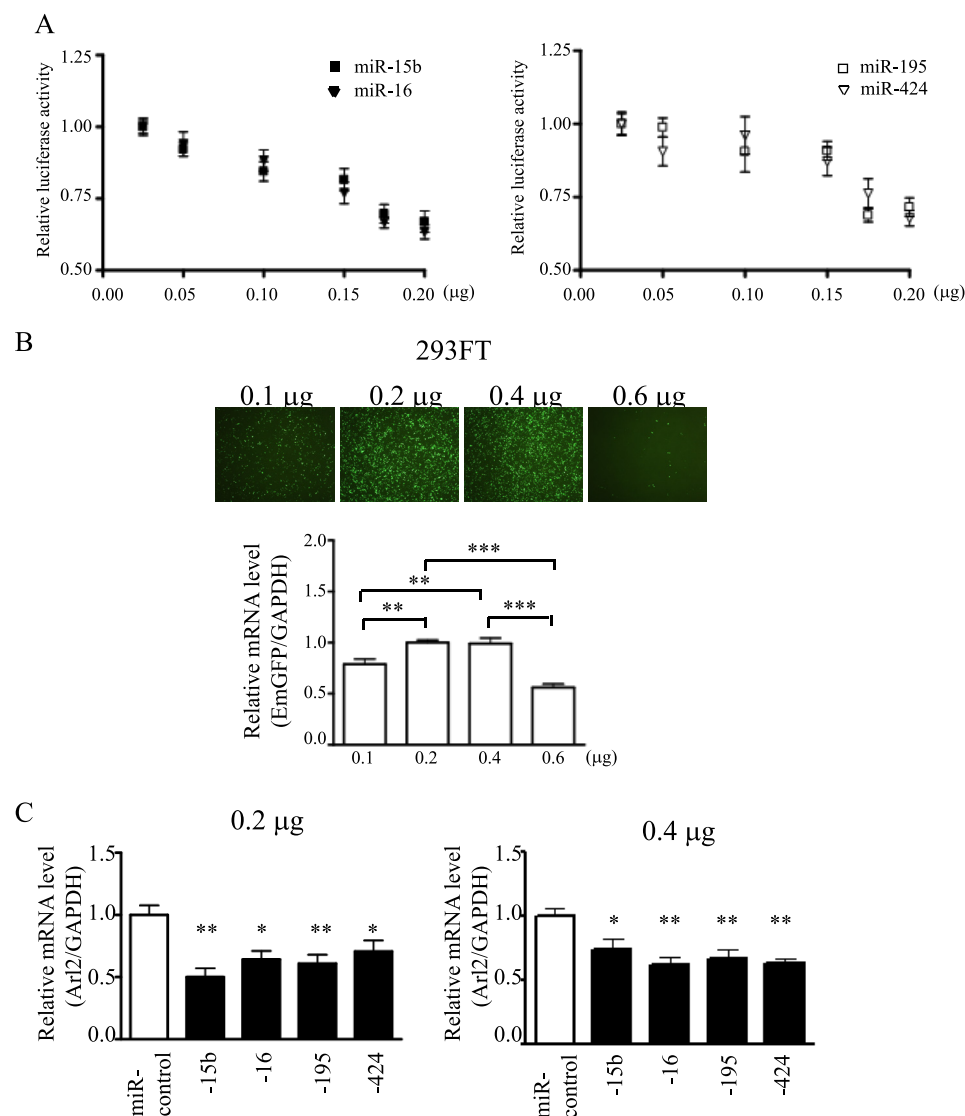 A
Relative luciferase activity
1.25
1.00
0.75
0.50
0.00 0.05 0.10 0.15 0.20 (μg)
miR-15b
miR-16
Relative luciferase activity
1.25
1.00
0.75
0.50
0.00 0.05 0.10 0.15 0.20 (μg)
miR-195
miR-424
B
293FT
0.1 μg 0.2 μg 0.4 μg 0.6 μg
Relative mRNA level
(EmGFP/GAPDH)
2.0
1.5
1.0
0.5
0.0
***
**
***
**
0.1 0.2 0.4 0.6 (μg)
C
0.2 μg
Relative mRNA level
(Arl2/GAPDH)
1.5
1.0
0.5
0.0
** * ** *
miR-
control
-15b
-16
-195
-424
0.4 μg
Relative mRNA level
(Arl2/GAPDH)
1.5
1.0
0.5
0.0
* ** ** **
miR-
control
-15b
-16
-195
-424